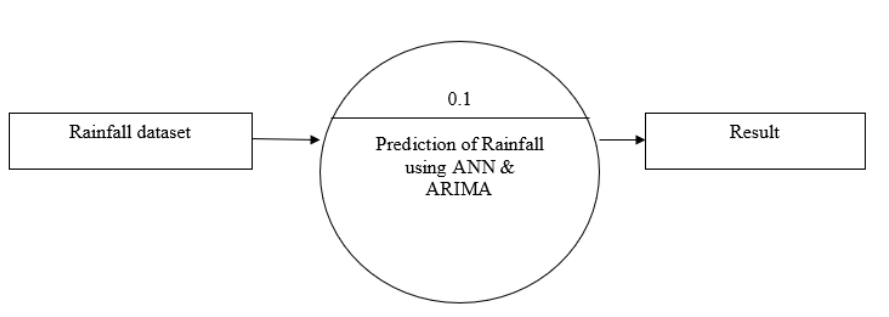 Rainfall dataset
0.1
Prediction of Rainfall
using ANN &
ARIMA
Result